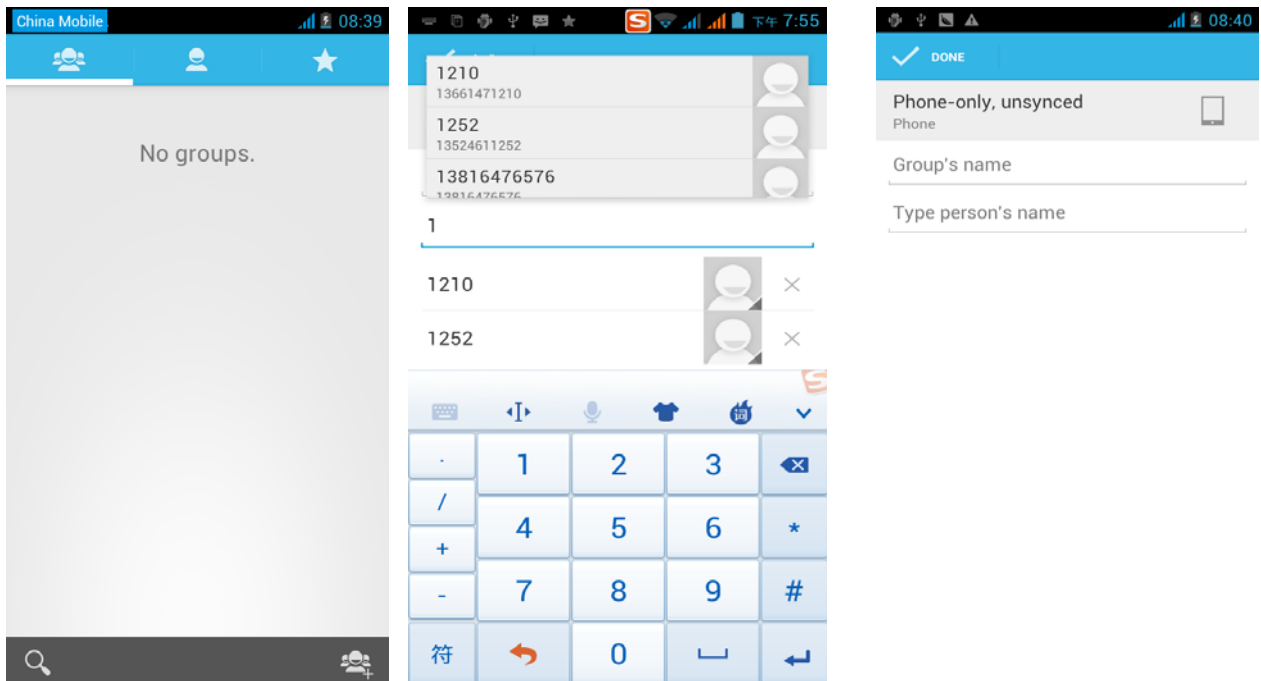 China Mobile
08:39
No groups.
S
下午 7:55
1210
13661471210
1252
13524611252
13816476576
13816476576
1
1210
1252
S
词
.
1
2
3
/
4
5
6
*
+
-
7
8
9
#
符
0
08:40
DONE
Phone-only, unsynced
Phone
Group's name
Type person's name